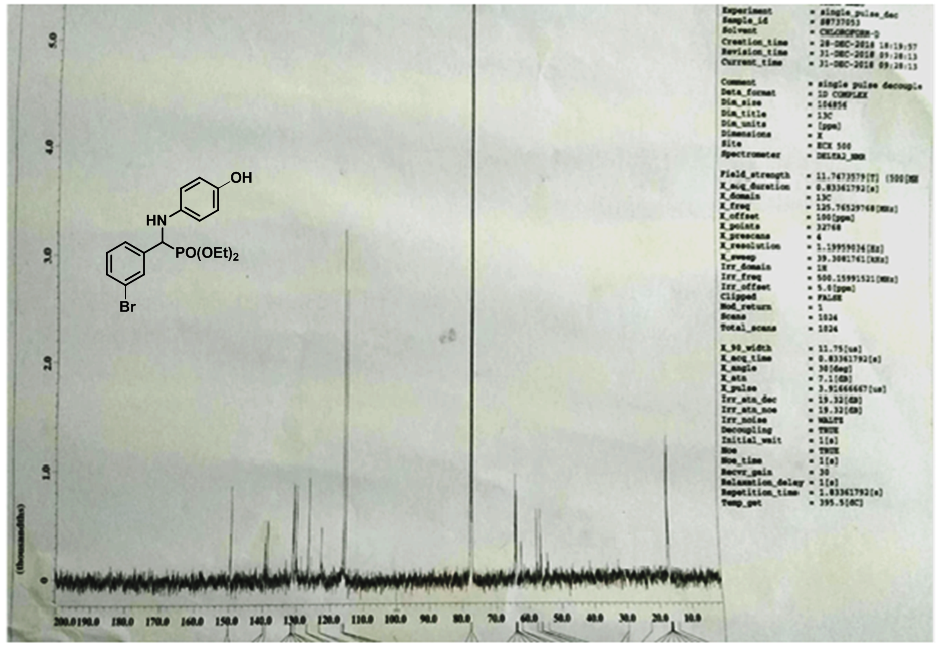 Experiment = single_pulse_dec
Sample_id
Solvent = CHLOROFORM-D
Creation_time = 28-DEC-2018 18:19:57
Revision_time = 31-DEC-2018 09:28:13
Current_time = 31-DEC-2018 09:28:13
Comment = single pulse decouple
Data_format = 1D COMPLEX
Dim_size
Dim_title = 13C
Dim_units = [ppm]
Dimensions = X
Site = ECX 500
Spectrometer = DELTA2_NMR
Field_strength = 11.7473579[T] (500[MH
X_acq_duration = 0.83361792[s]
X_domain = 13C
X_freq = 125.76529768[MHz]
X_offset = 100[ppm]
X_points = 32768
X_prescans = 4
X_resolution = 1.19959034[Hz]
X_sweep = 39.3081761[kHz]
Irr_domain = 1H
Irr_freq = 500.15991521[MHz]
Irr_offset = 5.0[ppm]
Clipped = FALSE
Mod_return = 1
Scans = 1024
Total_scans = 1024
X_90_width = 11.75[us]
X_acq_time = 0.83361792[s]
X_angle = 30[deg]
X_atn = 7.1[dB]
X_pulse = 3.91666667[us]
Irr_atn_dec = 19.32[dB]
Irr_atn_noe = 19.32[dB]
Irr_noise = WALTZ
Decoupling = TRUE
Initial_wait = 1[s]
Noe = TRUE
Noe_time = 1[s]
Recvr_gain = 30
Relaxation_delay = 1[s]
Repetition_time = 1.83361792[s]
Temp_get = 395.5[dC]
5.0
4.0
3.0
2.0
1.0
0
(thousandths)
OH
HN
PO(OEt)2
Br
200.0 190.0 180.0 170.0 160.0 150.0 140.0 130.0 120.0 110.0 100.0 90.0 80.0 70.0 60.0 50.0 40.0 30.0 20.0 10.0